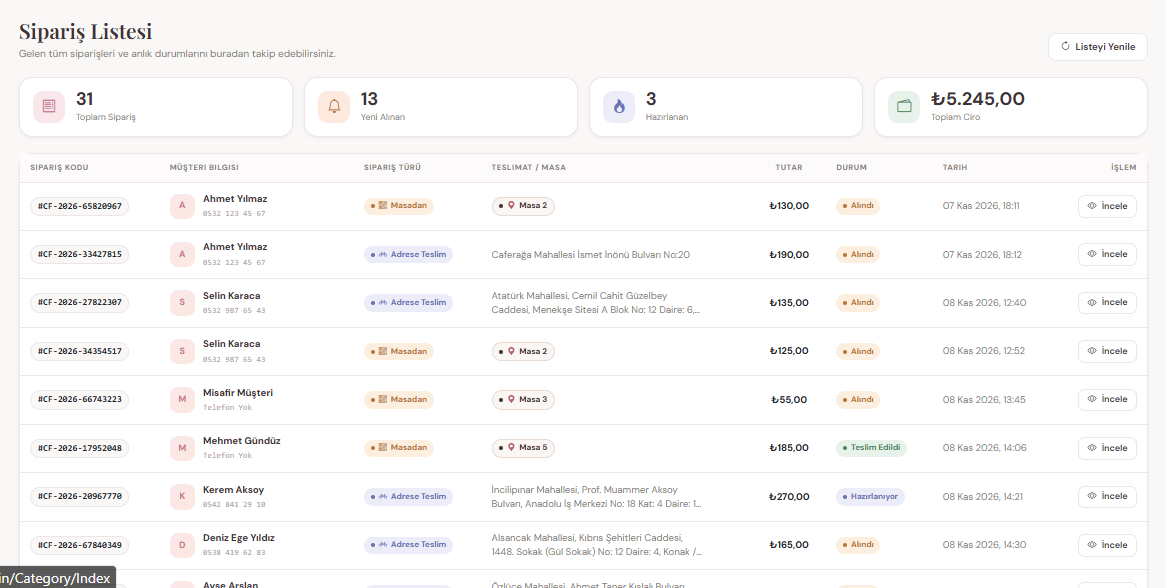 Sipariş Listesi
Gelen tüm siparişleri ve anlık durumlarını buradan takip edebilirsiniz.
Listeyi Yenile
31
Toplam Sipariş
13
Yeni Alınan
3
Hazırlanan
₺5.245,00
Toplam Ciro
SIPARIŞ KODU MÜŞTERI BILGISI SIPARIŞ TÜRÜ TESLIMAT / MASA TUTAR DURUM TARIH İŞLEM
#CF-2026-65820967 A Ahmet Yılmaz Masadan Masa 2 ₺130,00 Alındı 07 Kas 2026, 18:11 İncele
0532 123 45 67
#CF-2026-33427815 A Ahmet Yılmaz Adrese Teslim Caferağa Mahallesi İsmet İnönü Bulvarı No:20 ₺190,00 Alındı 07 Kas 2026, 18:12 İncele
0532 123 45 67
#CF-2026-27822307 S Selin Karaca Adrese Teslim Atatürk Mahallesi, Cemil Cahit Güzelbey ₺135,00 Alındı 08 Kas 2026, 12:40 İncele
0532 987 65 43 Caddesi, Menekşe Sitesi A Blok No: 12 Daire: 6,...
#CF-2026-34354517 S Selin Karaca Masadan Masa 2 ₺125,00 Alındı 08 Kas 2026, 12:52 İncele
0532 987 65 43
#CF-2026-66743223 M Misafir Müşteri Masadan Masa 3 ₺55,00 Alındı 08 Kas 2026, 13:45 İncele
Telefon Yok
#CF-2026-17952048 M Mehmet Gündüz Masadan Masa 5 ₺185,00 Teslim Edildi 08 Kas 2026, 14:06 İncele
Telefon Yok
#CF-2026-20967770 K Kerem Aksoy Adrese Teslim İncilipınar Mahallesi, Prof. Muammer Aksoy ₺270,00 Hazırlanıyor 08 Kas 2026, 14:21 İncele
0542 841 29 10 Bulvarı, Anadolu İş Merkezi No: 18 Kat: 4 Daire: 1...
#CF-2026-67840349 D Deniz Ege Yıldız Adrese Teslim Alsancak Mahallesi, Kıbrıs Şehitleri Caddesi, ₺165,00 Alındı 08 Kas 2026, 14:30 İncele
0538 419 62 83 1448. Sokak (Gül Sokak) No: 12 Daire: 4, Konak /...
Ayşe Arslan Özlüce Mahallesi, Ahmet Taner Kışlalı Bulvarı
in/Category/Index